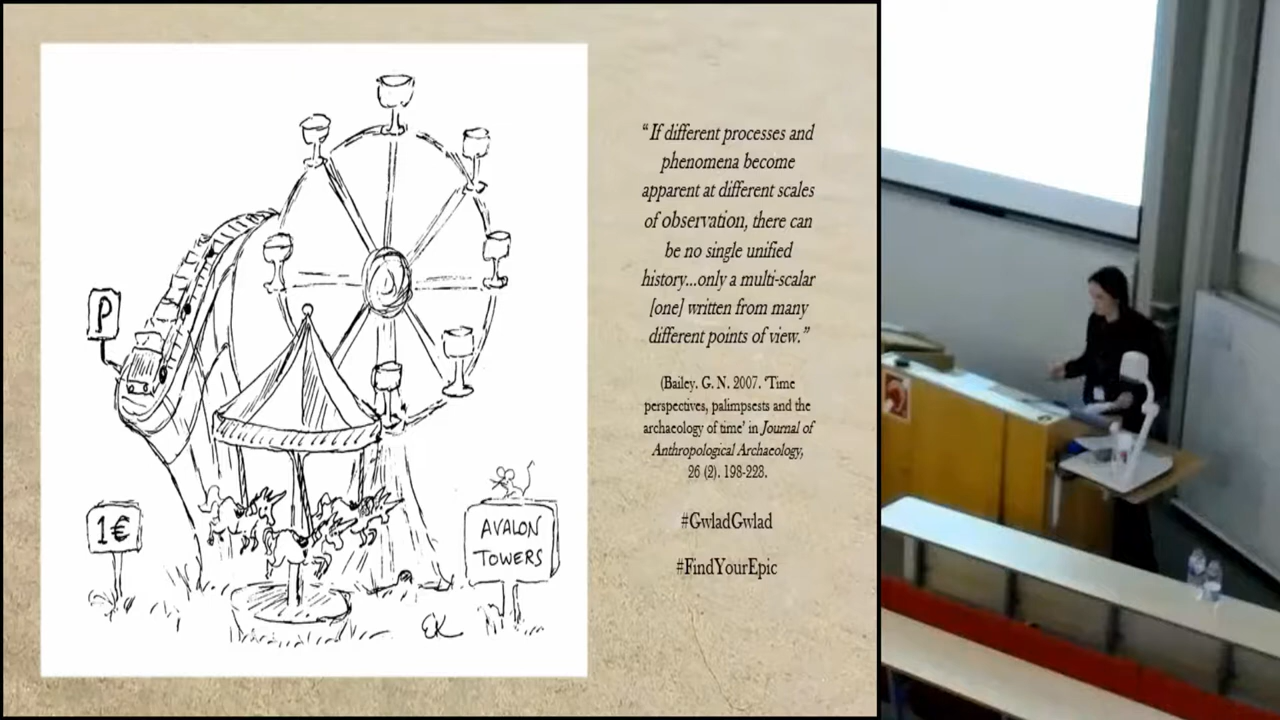 P
1€
AVALON
TOWERS
EK
“If different processes and
phenomena become
apparent at different scales
of observation, there can
be no single unified
history...only a multi-scalar
[one] written from many
different points of view.”
(Bailey. G. N. 2007. ‘Time
perspectives, palimpsests and the
archaeology of time’ in Journal of
Anthropological Archaeology,
26 (2). 198-223.
#GwladGwlad
#FindYourEpic